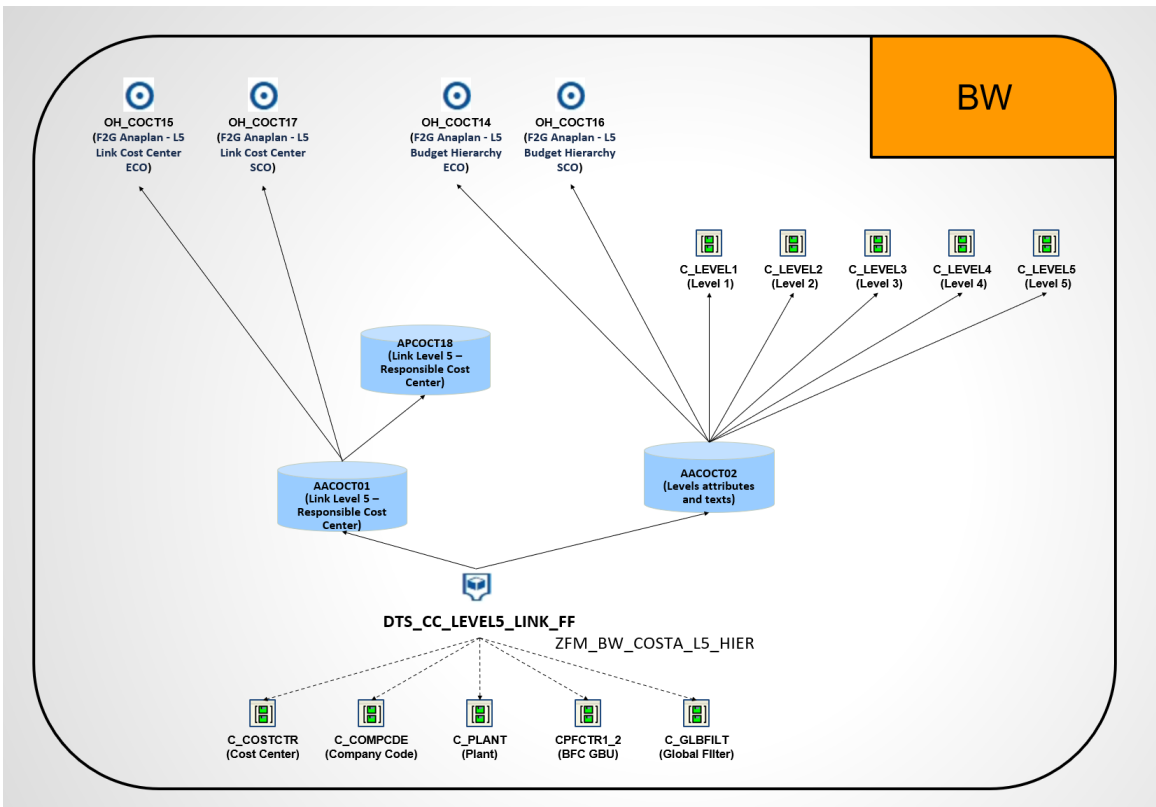 BW
OH_COCT15
(F2G Anaplan - L5
Link Cost Center
ECO)
OH_COCT17
(F2G Anaplan - L5
Link Cost Center
SCO)
OH_COCT14
(F2G Anaplan - L5
Budget Hierarchy
ECO)
OH_COCT16
(F2G Anaplan - L5
Budget Hierarchy
SCO)
C_LEVEL1
(Level 1)
C_LEVEL2
(Level 2)
C_LEVEL3
(Level 3)
C_LEVEL4
(Level 4)
C_LEVEL5
(Level 5)
APCOCT18
(Link Level 5 –
Responsible Cost
Center)
AACOCT01
(Link Level 5 –
Responsible Cost
Center)
AACOCT02
(Levels attributes
and texts)
DTS_CC_LEVEL5_LINK_FF
ZFM_BW_COSTA_L5_HIER
C_COSTCTR
(Cost Center)
C_COMPCDE
(Company Code)
C_PLANT
(Plant)
CPFCTR1_2
(BFC GBU)
C_GLBFILT
(Global FIlter)